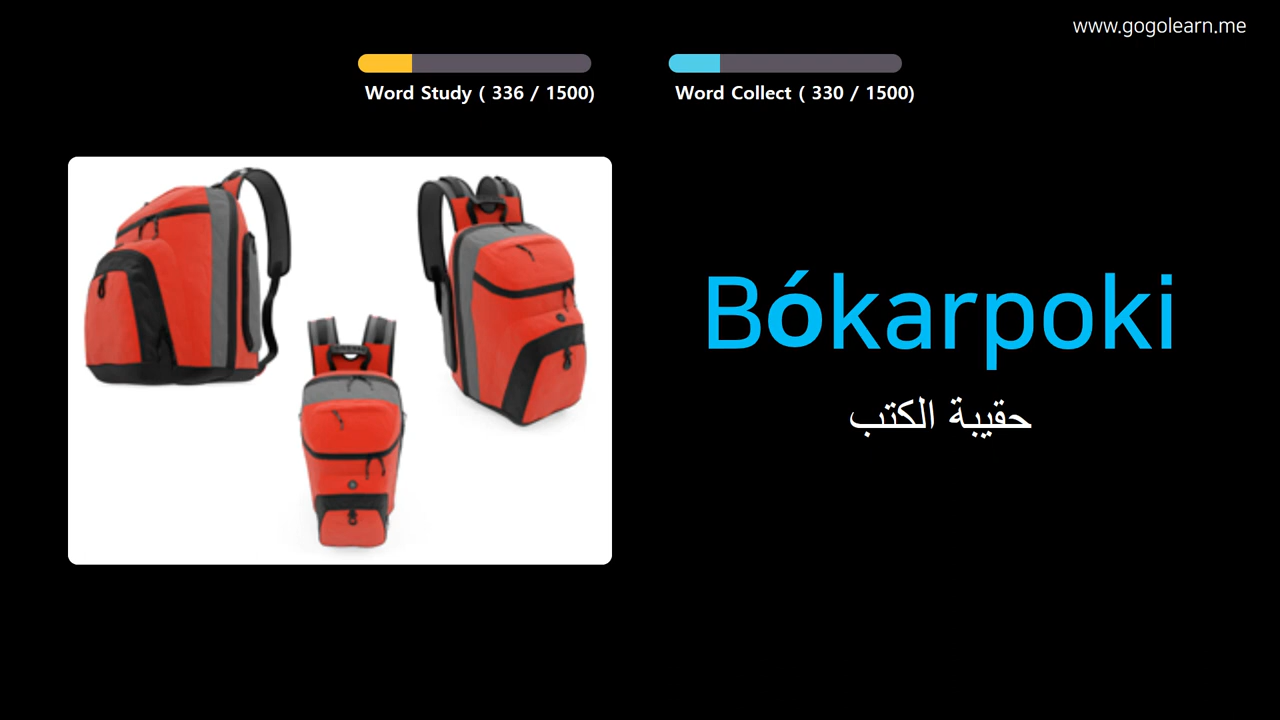 www.gogolearn.me
Word Study ( 336 / 1500)
Word Collect ( 330 / 1500)
Bókarpoki
حقيبة الكتب